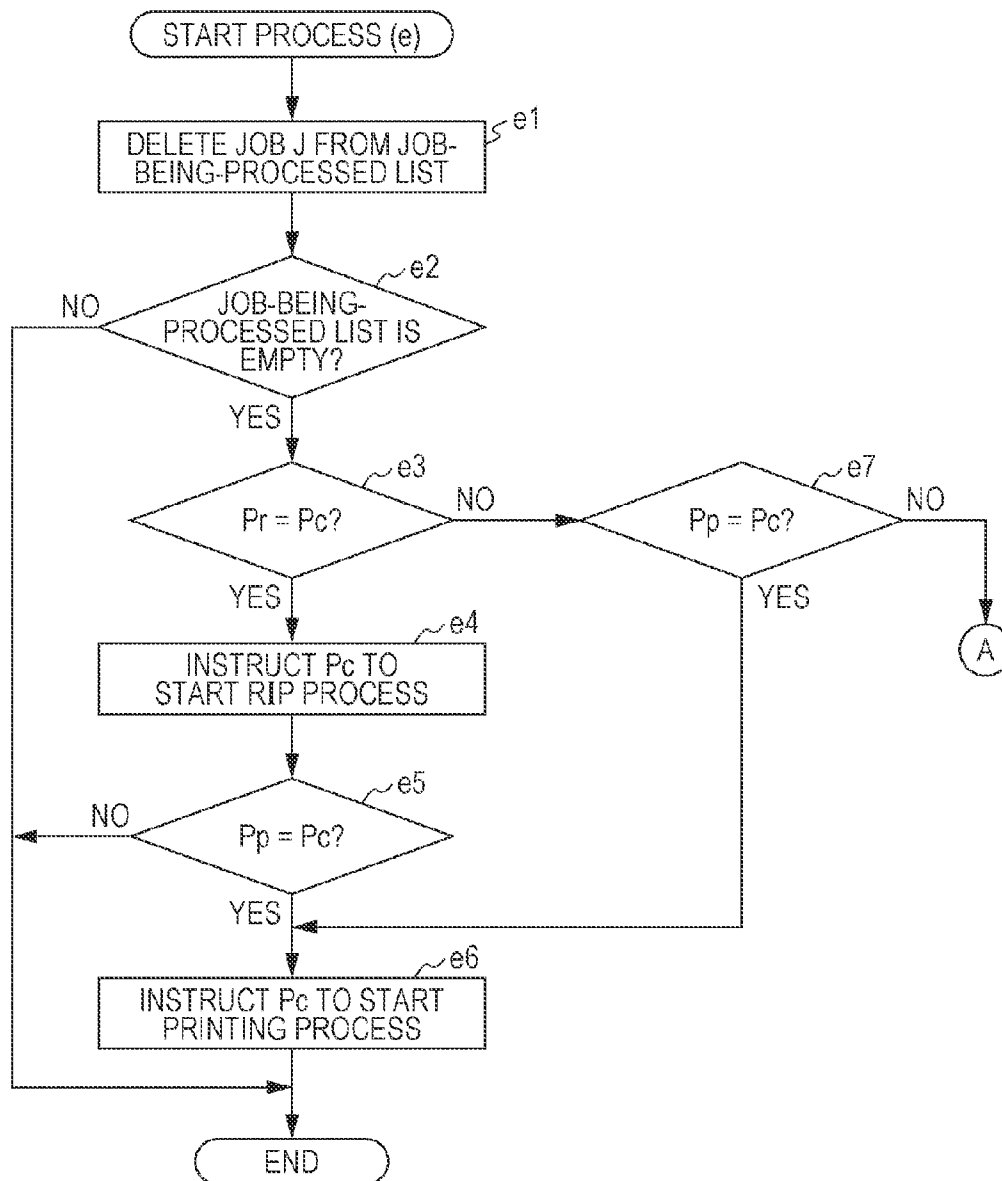 START PROCESS (e)
e1
DELETE JOB J FROM JOB-
BEING-PROCESSED LIST
e2
NO
JOB-BEING-
PROCESSED LIST IS
EMPTY?
YES
e3
Pr = Pc?
NO
e7
Pp = Pc?
NO
YES
YES
A
e4
INSTRUCT Pc TO
START RIP PROCESS
e5
NO
Pp = Pc?
YES
e6
INSTRUCT Pc TO START
PRINTING PROCESS
END